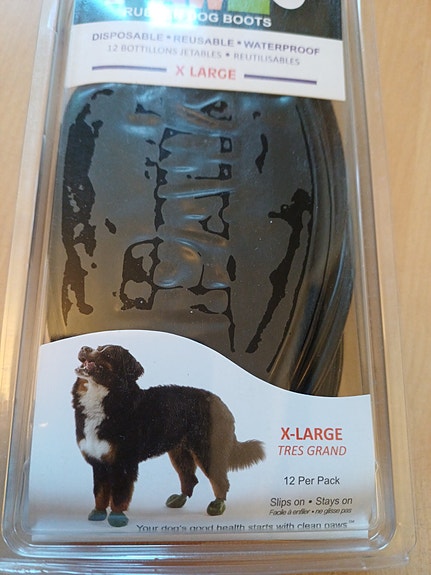 DOG BOOTS
DISPOSABLE • REUSABLE • WATERPROOF
12 BOTTILLONS JETABLES • REUTILISABLES
X LARGE
X-LARGE
TRES GRAND
12 Per Pack
Slips on • Stays on
Facile à enfiler • ne glisse pas
Your dog's good health starts with clean paws™